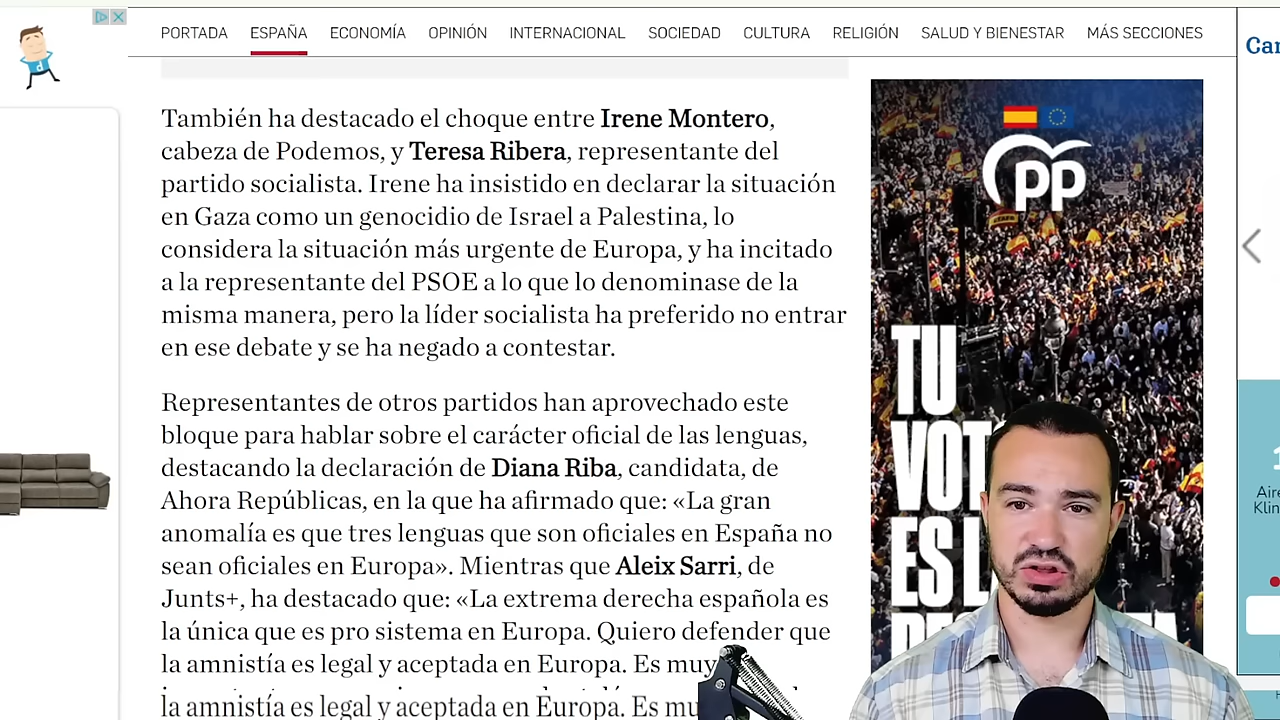 PORTADA ESPAÑA ECONOMÍA OPINIÓN INTERNACIONAL SOCIEDAD CULTURA RELIGIÓN SALUD Y BIENESTAR MÁS SECCIONES
También ha destacado el choque entre Irene Montero,
cabeza de Podemos, y Teresa Ribera, representante del
partido socialista. Irene ha insistido en declarar la situación
en Gaza como un genocidio de Israel a Palestina, lo
considera la situación más urgente de Europa, y ha incitado
a la representante del PSOE a lo que lo denominase de la
misma manera, pero la líder socialista ha preferido no entrar
en ese debate y se ha negado a contestar.
Representantes de otros partidos han aprovechado este
bloque para hablar sobre el carácter oficial de las lenguas,
destacando la declaración de Diana Riba, candidata, de
Ahora Repúblicas, en la que ha afirmado que: «La gran
anomalía es que tres lenguas que son oficiales en España no
sean oficiales en Europa». Mientras que Aleix Sarri, de
Junts+, ha destacado que: «La extrema derecha española es
la única que es pro sistema en Europa. Quiero defender que
la amnistía es legal y aceptada en Europa. Es muy
la amnistía es legal y aceptada en Europa. Es mu
pp
TU
VOT
ES L
Car
Aire
Klin